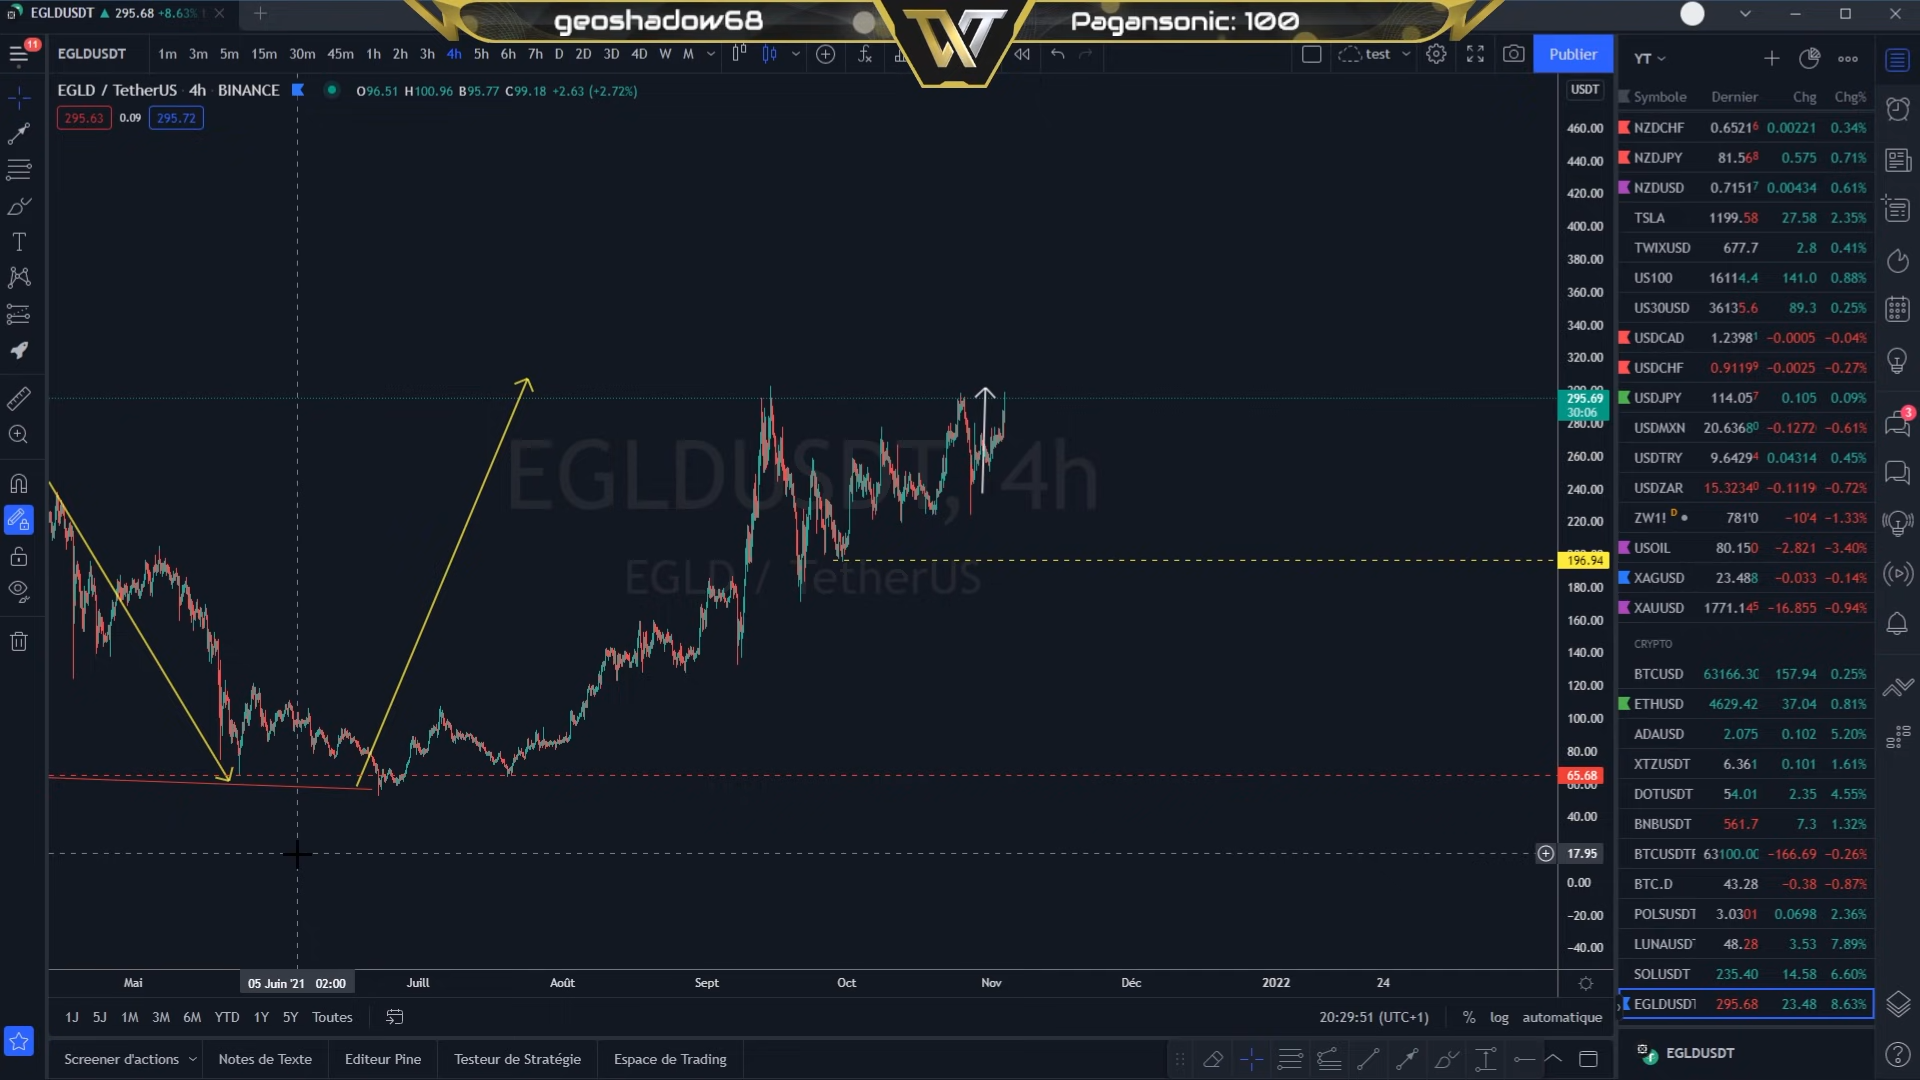 EGLDUSDT ▲ 295.68 +8.63%
geoshadow68
Pagansonic: 100
11
EGLDUSDT 1m 3m 5m 15m 30m 45m 1h 2h 3h 4h 5h 6h 7h D 2D 3D 4D W M
test
Publier
YT
EGLD / TetherUS · 4h · BINANCE
O96.51 H100.96 B95.77 C99.18 +2.63 (+2.72%)
295.63 0.09 295.72
USDT
460.00
440.00
420.00
400.00
380.00
360.00
340.00
320.00
295.69
30:06
280.00
260.00
240.00
220.00
196.94
180.00
160.00
140.00
120.00
100.00
80.00
65.68
60.00
40.00
17.95
0.00
−20.00
−40.00
EGLDUSDT, 4h
EGLD / TetherUS
Mai
05 Juin '21 02:00
Juill
Août
Sept
Oct
Nov
Déc
2022
24
1J 5J 1M 3M 6M YTD 1Y 5Y Toutes
20:29:51 (UTC+1) % log automatique
Screener d'actions Notes de Texte Editeur Pine Testeur de Stratégie Espace de Trading
Symbole Dernier Chg Chg%
NZDCHF 0.65216 0.00221 0.34%
NZDJPY 81.568 0.575 0.71%
NZDUSD 0.71517 0.00434 0.61%
TSLA 1199.58 27.58 2.35%
TWIXUSD 677.7 2.8 0.41%
US100 16114.4 141.0 0.88%
US30USD 36135.6 89.3 0.25%
USDCAD 1.23981 −0.0005 −0.04%
USDCHF 0.91199 −0.0025 −0.27%
USDJPY 114.057 0.105 0.09%
USDMXN 20.63680 −0.1272 −0.61%
USDTRY 9.64294 0.04314 0.45%
USDZAR 15.32340 −0.1119 −0.72%
ZW1! D 781'0 −10'4 −1.33%
USOIL 80.150 −2.821 −3.40%
XAGUSD 23.488 −0.033 −0.14%
XAUUSD 1771.145 −16.855 −0.94%
CRYPTO
BTCUSD 63166.30 157.94 0.25%
ETHUSD 4629.42 37.04 0.81%
ADAUSD 2.075 0.102 5.20%
XTZUSDT 6.361 0.101 1.61%
DOTUSDT 54.01 2.35 4.55%
BNBUSDT 561.7 7.3 1.32%
BTCUSDTF 63100.00 −166.69 −0.26%
BTC.D 43.28 −0.38 −0.87%
POLSUSDT 3.0301 0.0698 2.36%
LUNAUSDT 48.28 3.53 7.89%
SOLUSDT 235.40 14.58 6.60%
EGLDUSDT 295.68 23.48 8.63%
EGLDUSDT
3